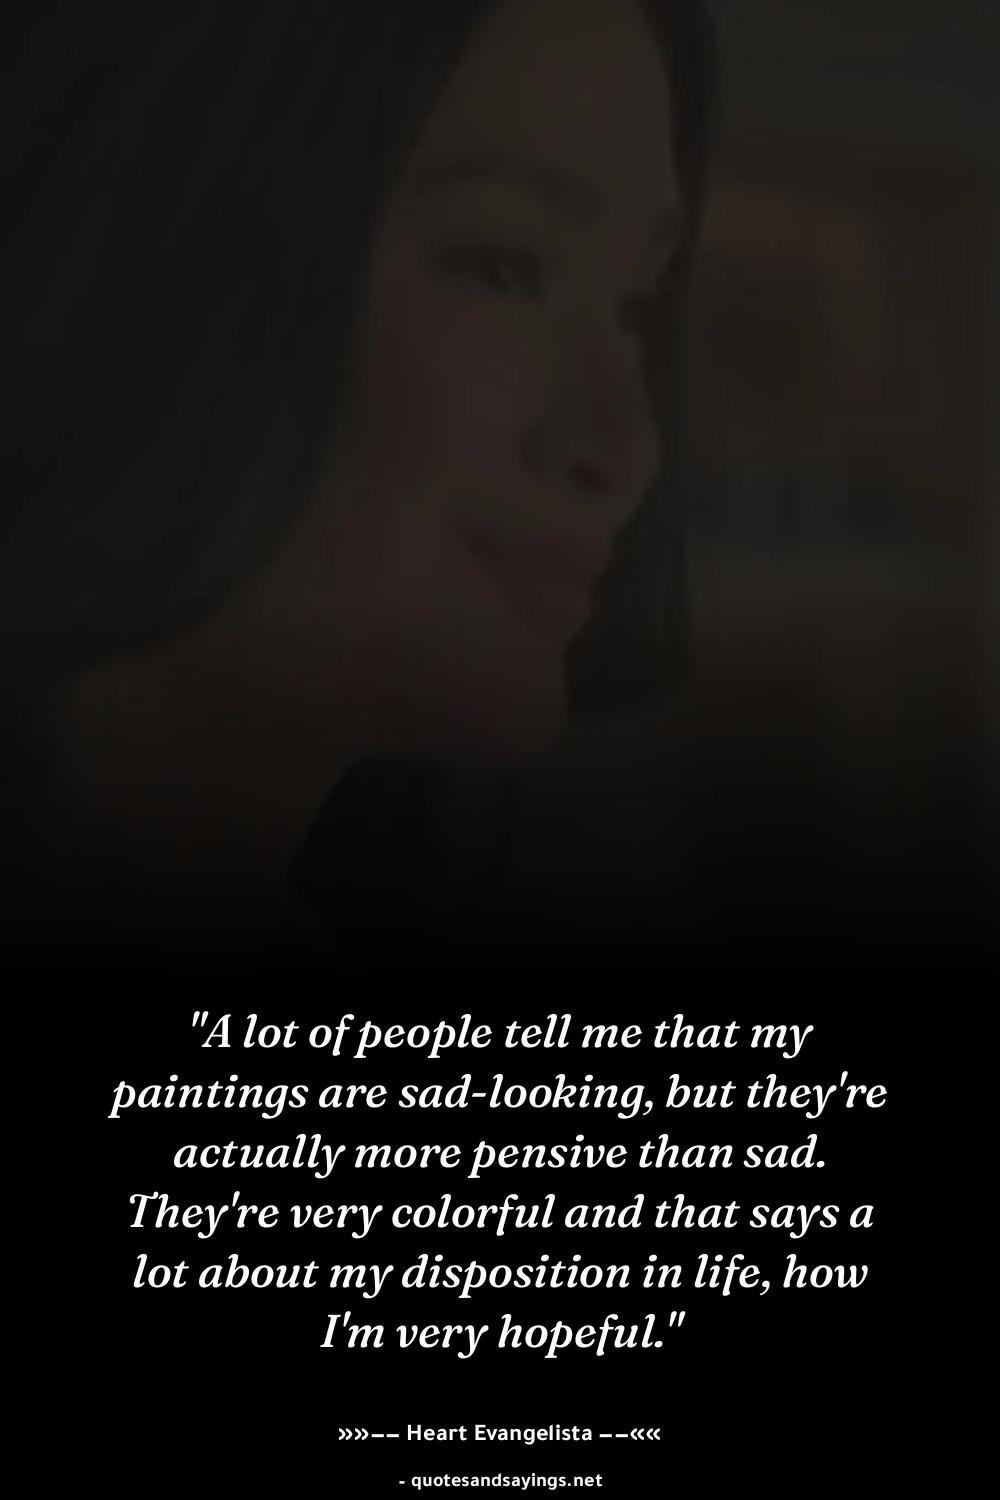 "A lot of people tell me that my
paintings are sad-looking, but they're
actually more pensive than sad.
They're very colorful and that says a
lot about my disposition in life, how
I'm very hopeful."
»»−− Heart Evangelista −−««
- quotesandsayings.net